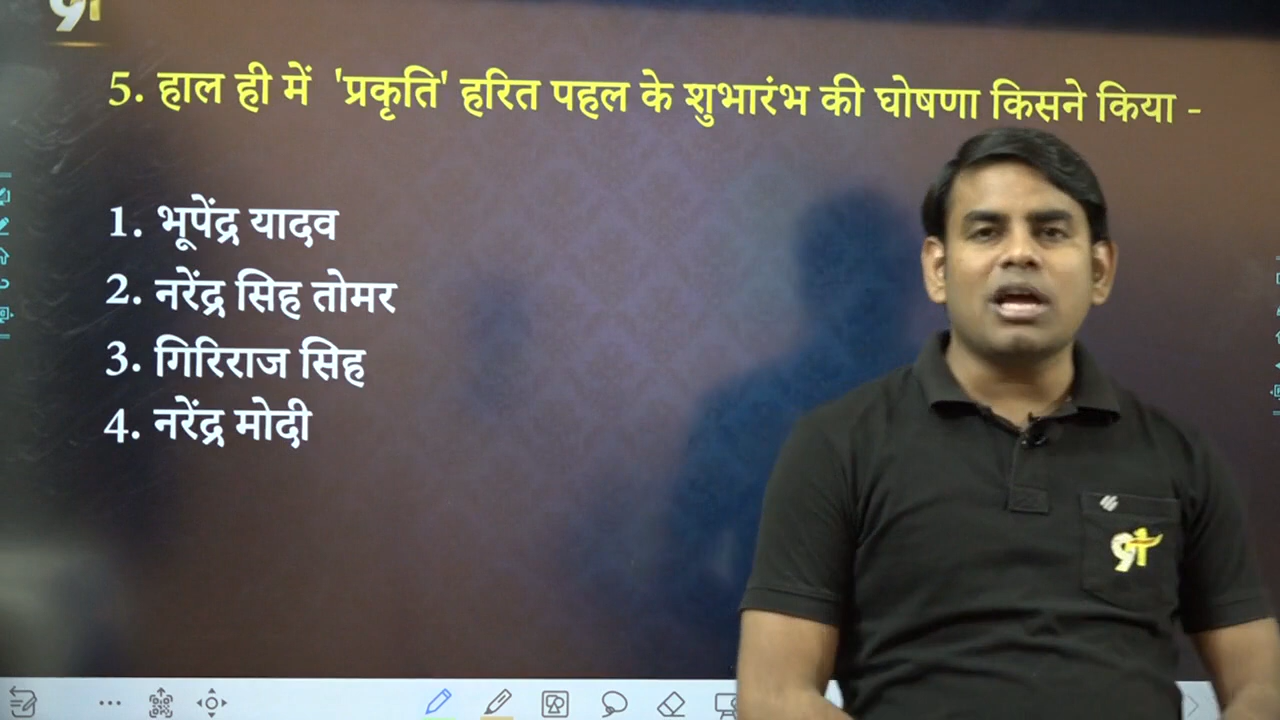 5. हाल ही में 'प्रकृति' हरित पहल के शुभारंभ की घोषणा किसने किया -
1. भूपेंद्र यादव
2. नरेंद्र सिंह तोमर
3. गिरिराज सिंह
4. नरेंद्र मोदी